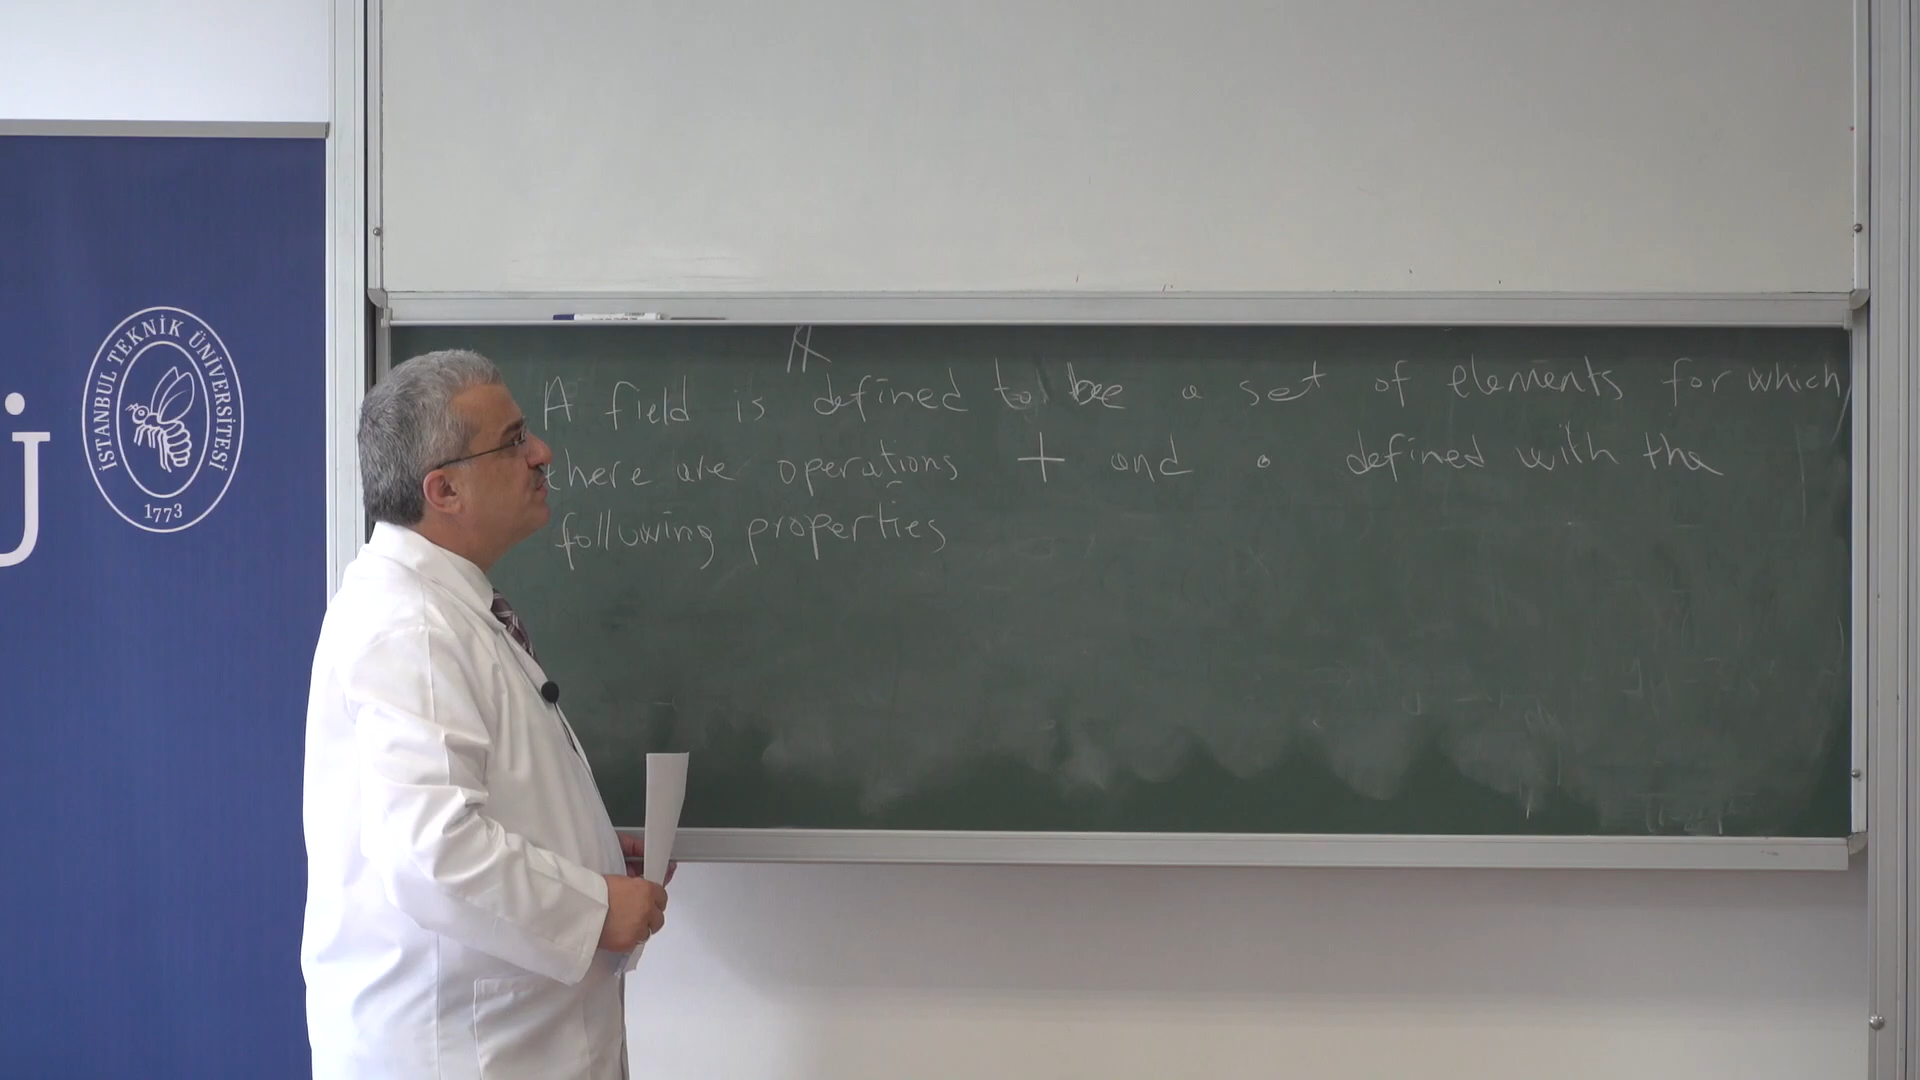 İSTANBUL TEKNİK ÜNİVERSİTESİ
1773
A field is defined to be a set of elements for which
there are operations + and • defined with the
following properties